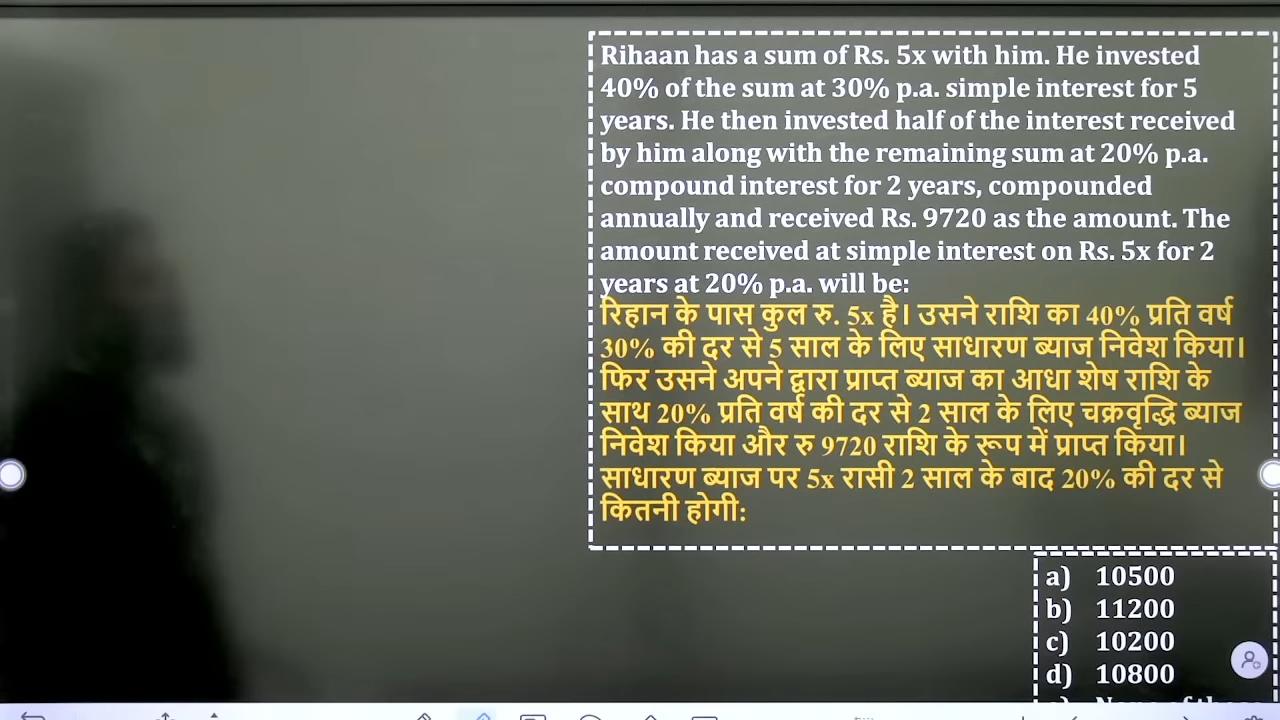 Rihaan has a sum of Rs. 5x with him. He invested
40% of the sum at 30% p.a. simple interest for 5
years. He then invested half of the interest received
by him along with the remaining sum at 20% p.a.
compound interest for 2 years, compounded
annually and received Rs. 9720 as the amount. The
amount received at simple interest on Rs. 5x for 2
years at 20% p.a. will be:
रिहान के पास कुल रु. 5x है। उसने राशि का 40% प्रति वर्ष
30% की दर से 5 साल के लिए साधारण ब्याज निवेश किया।
फिर उसने अपने द्वारा प्राप्त ब्याज का आधा शेष राशि के
साथ 20% प्रति वर्ष की दर से 2 साल के लिए चक्रवृद्धि ब्याज
निवेश किया और रु 9720 राशि के रूप में प्राप्त किया।
साधारण ब्याज पर 5x रासी 2 साल के बाद 20% की दर से
कितनी होगी:
a) 10500
b) 11200
c) 10200
d) 10800